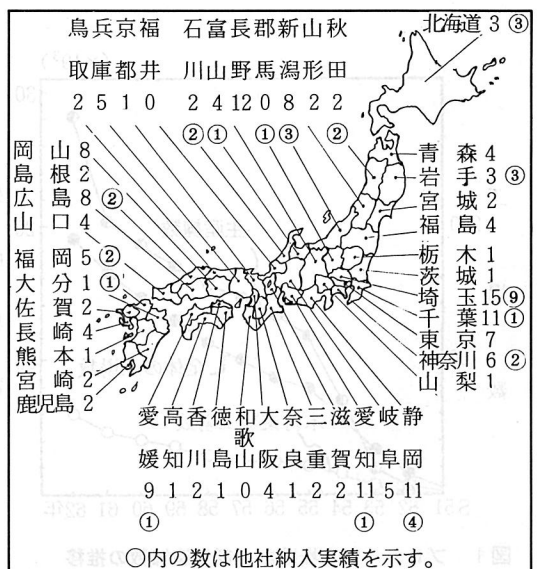 鳥取 2
兵庫 5
京都 1
福井 0
石川 2 ②
富山 4 ①
長野 12
郡馬 0 ①
新潟 8 ③
山形 2
秋田 2 ②
北海道 3 ③
岡山 8
島根 2
広島 8 ②
山口 4
福岡 5 ②
大分 1 ①
佐賀 2
長崎 4
熊本 1
宮崎 2
鹿児島 2
青森 4
岩手 3 ③
宮城 2
福島 4
栃木 1
茨城 1
埼玉 15 ⑨
千葉 11 ①
東京 7
神奈川 6 ②
山梨 1
愛媛 9 ①
高知 1
香川 2
徳島 1
和歌山 0
大阪 4
奈良 1
三重 2
滋賀 2
愛知 11 ①
岐阜 5
静岡 11 ④
○内の数は他社納入実績を示す。